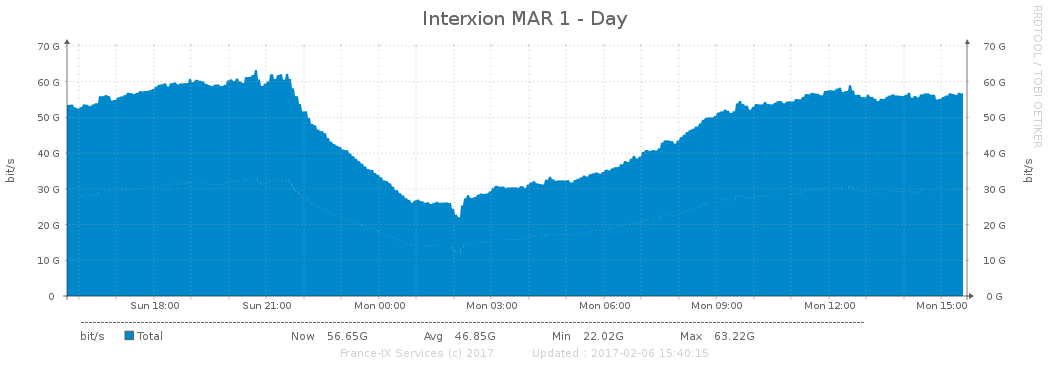 Interxion MAR 1 - Day
RRDTOOL / TOBI OETIKER
70 G 70 G
60 G 60 G
50 G 50 G
40 G 40 G
30 G 30 G
20 G 20 G
10 G 10 G
0 0 G
bit/s bit/s
Sun 18:00 Sun 21:00 Mon 00:00 Mon 03:00 Mon 06:00 Mon 09:00 Mon 12:00 Mon 15:00
bit/s Total Now 56.65G Avg 46.85G Min 22.02G Max 63.22G
France-IX Services (c) 2017 Updated : 2017-02-06 15:40:15